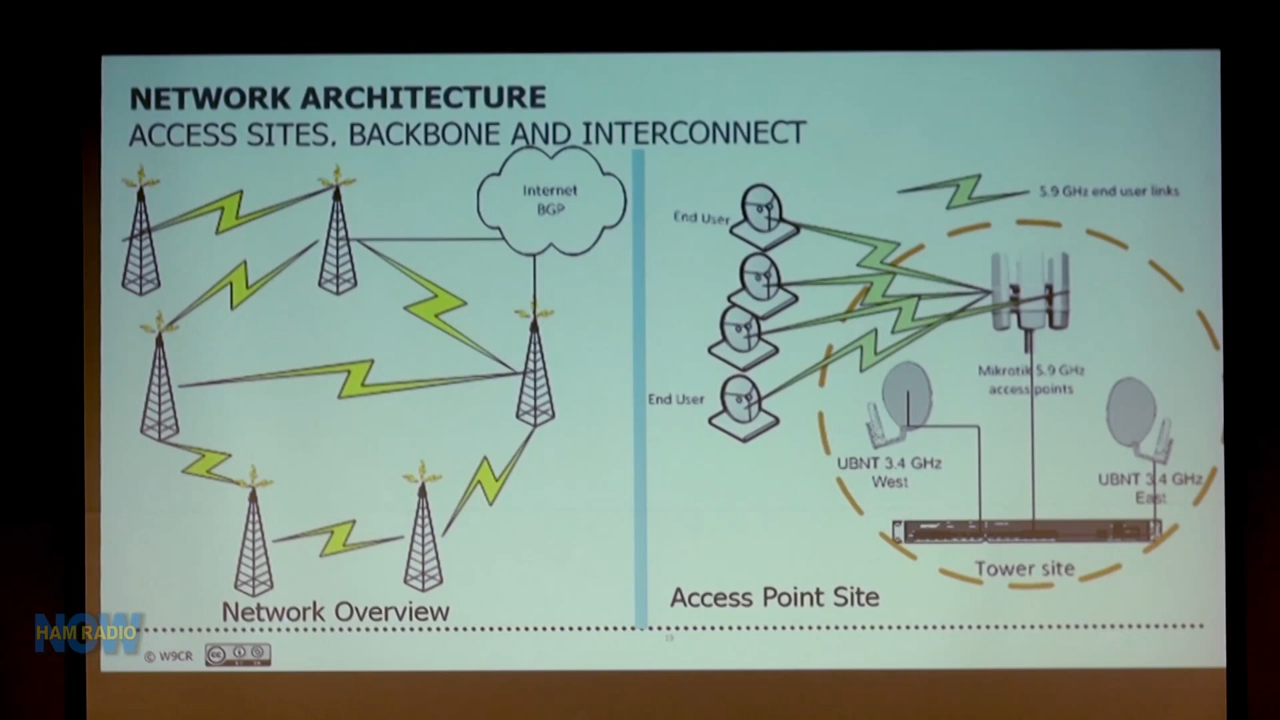 NETWORK ARCHITECTURE
ACCESS SITES. BACKBONE AND INTERCONNECT
Internet
BGP
Network Overview
5.9 GHz end user links
End User
End User
Mikrotik 5.9 GHz
access points
UBNT 3.4 GHz
West
UBNT 3.4 GHz
East
Tower site
Access Point Site
NOW
HAM RADIO
© W9CR
cc